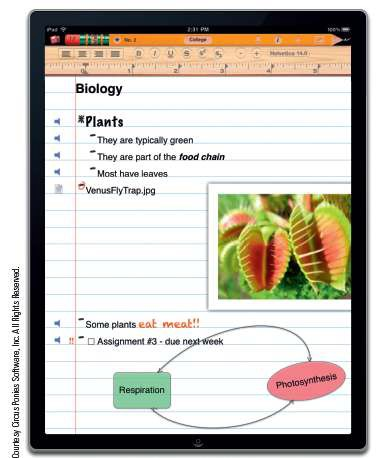 iPad
2:31 PM
100%
No. 2
College
B I U S
Helvetica 14.0
1 2 3 4 5
Biology
Plants
They are typically green
They are part of the food chain
Most have leaves
VenusFlyTrap.jpg
Some plants eat meat!!
!! Assignment #3 - due next week
Respiration
Photosynthesis
Courtesy Circus Ponies Software, Inc. All Rights Reserved.